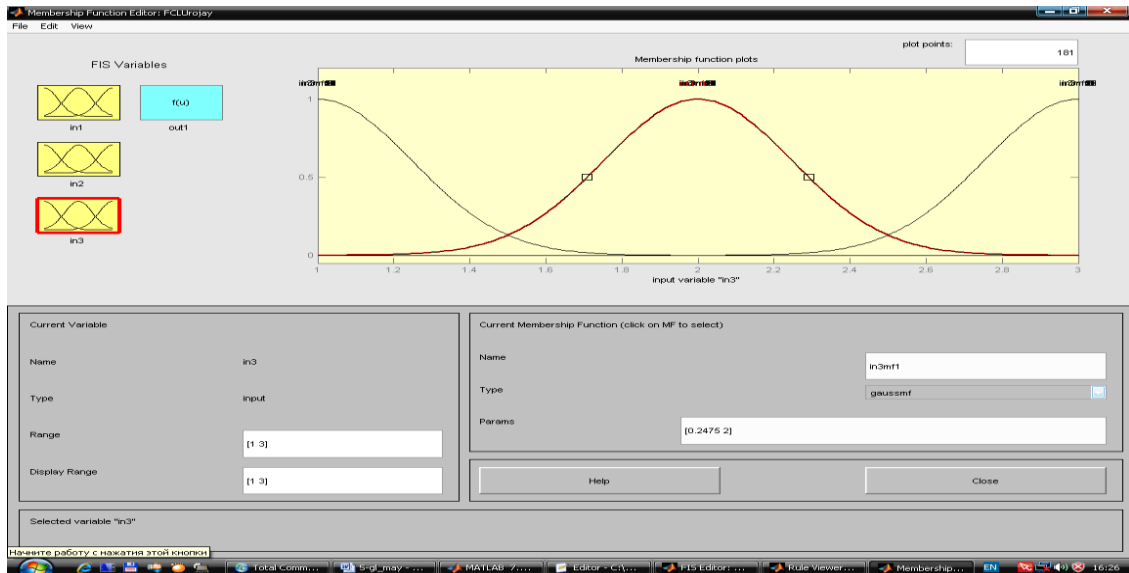 Membership Function Editor: FCLUrojay
File Edit View
FIS Variables
in1
f(u)
out1
in2
in3
plot points:
181
Membership function plots
1
0.5
0
1 1.2 1.4 1.6 1.8 2 2.2 2.4 2.6 2.8 3
input variable "in3"
Current Variable
Name in3
Type input
Range [1 3]
Display Range [1 3]
Current Membership Function (click on MF to select)
Name in3mf1
Type gaussmf
Params [0.2475 2]
Help Close
Selected variable "in3"
Начните работу с нажатия этой кнопки
Total Comm... 5-gl_may - ... MATLAB 7.... Editor - C:\... FIS Editor: ... Rule Viewer... Membership... EN 16:26